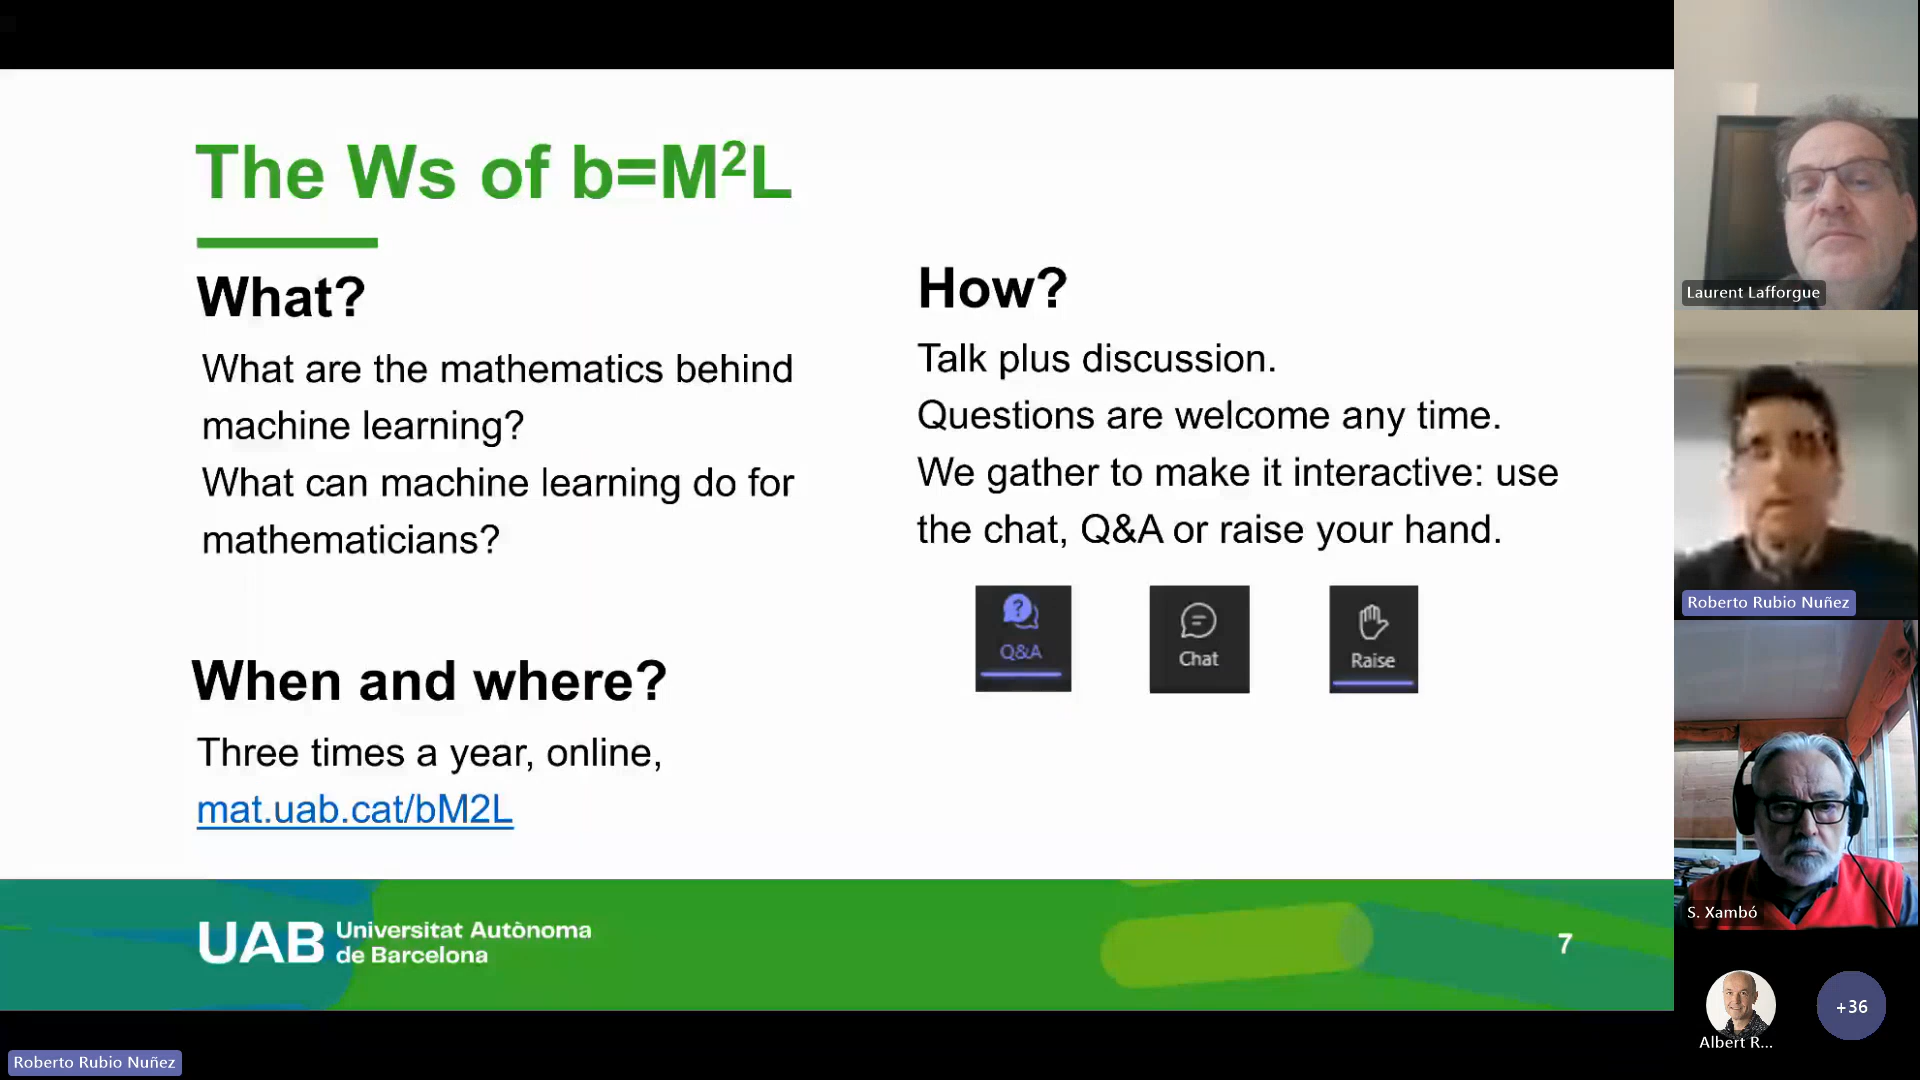 The Ws of b=M²L
What?
What are the mathematics behind
machine learning?
What can machine learning do for
mathematicians?
When and where?
Three times a year, online,
mat.uab.cat/bM2L
How?
Talk plus discussion.
Questions are welcome any time.
We gather to make it interactive: use
the chat, Q&A or raise your hand.
Q&A
Chat
Raise
UAB
Universitat Autònoma
de Barcelona
7
Laurent Lafforgue
Roberto Rubio Nuñez
S. Xambó
Albert R...
+36
Roberto Rubio Nuñez